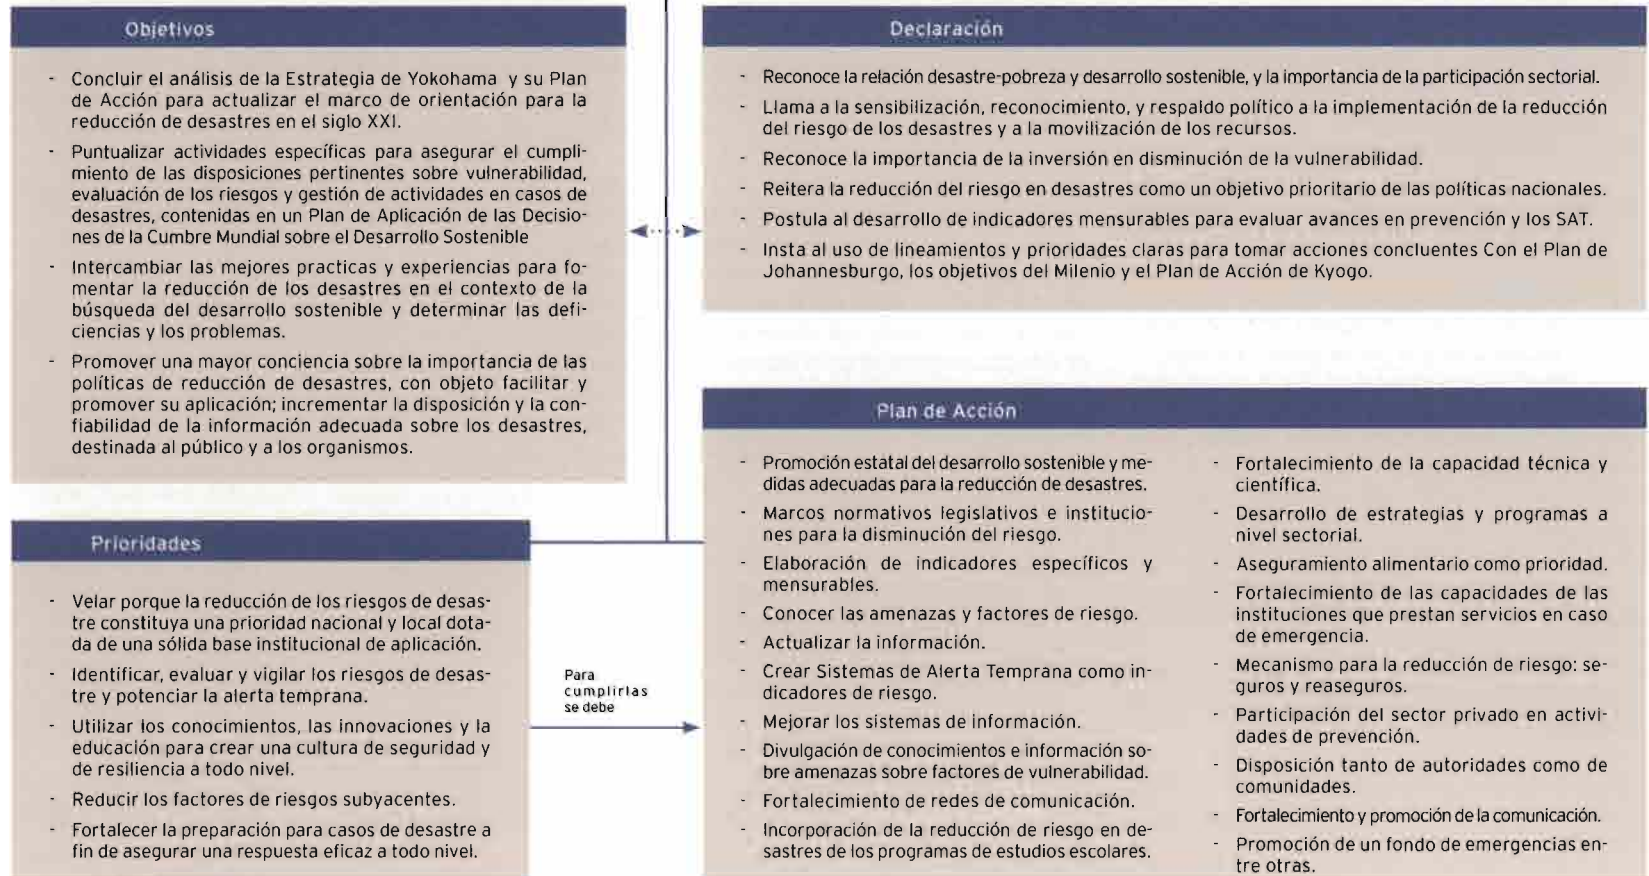 Objetivos
- Concluir el análisis de la Estrategia de Yokohama y su Plan
de Acción para actualizar el marco de orientación para la
reducción de desastres en el siglo XXI.
- Puntualizar actividades específicas para asegurar el cumpli-
miento de las disposiciones pertinentes sobre vulnerabilidad,
evaluación de los riesgos y gestión de actividades en casos de
desastres, contenidas en un Plan de Aplicación de las Decisio-
nes de la Cumbre Mundial sobre el Desarrollo Sostenible
- Intercambiar las mejores practicas y experiencias para fo-
mentar la reducción de los desastres en el contexto de la
búsqueda del desarrollo sostenible y determinar las defi-
ciencias y los problemas.
- Promover una mayor conciencia sobre la importancia de las
políticas de reducción de desastres, con objeto facilitar y
promover su aplicación; incrementar la disposición y la con-
fiabilidad de la información adecuada sobre los desastres,
destinada al público y a los organismos.
Declaración
- Reconoce la relación desastre-pobreza y desarrollo sostenible, y la importancia de la participación sectorial.
- Llama a la sensibilización, reconocimiento, y respaldo político a la implementación de la reducción
del riesgo de los desastres y a la movilización de los recursos.
- Reconoce la importancia de la inversión en disminución de la vulnerabilidad.
- Reitera la reducción del riesgo en desastres como un objetivo prioritario de las políticas nacionales.
- Postula al desarrollo de indicadores mensurables para evaluar avances en prevención y los SAT.
- Insta al uso de lineamientos y prioridades claras para tomar acciones concluentes Con el Plan de
Johannesburgo, los objetivos del Milenio y el Plan de Acción de Kyogo.
Prioridades
- Velar porque la reducción de los riesgos de desas-
tre constituya una prioridad nacional y local dota-
da de una sólida base institucional de aplicación.
- Identificar, evaluar y vigilar los riesgos de desas-
tre y potenciar la alerta temprana.
- Utilizar los conocimientos, las innovaciones y la
educación para crear una cultura de seguridad y
de resiliencia a todo nivel.
- Reducir los factores de riesgos subyacentes.
- Fortalecer la preparación para casos de desastre a
fin de asegurar una respuesta eficaz a todo nivel.
Para
cumplirlas
se debe
Plan de Acción
- Promoción estatal del desarrollo sostenible y me-
didas adecuadas para la reducción de desastres.
- Marcos normativos legislativos e institucio-
nes para la disminución del riesgo.
- Elaboración de indicadores específicos y
mensurables.
- Conocer las amenazas y factores de riesgo.
- Actualizar la información.
- Crear Sistemas de Alerta Temprana como in-
dicadores de riesgo.
- Mejorar los sistemas de información.
- Divulgación de conocimientos e información so-
bre amenazas sobre factores de vulnerabilidad.
- Fortalecimiento de redes de comunicación.
- Incorporación de la reducción de riesgo en de-
sastres de los programas de estudios escolares.
- Fortalecimiento de la capacidad técnica y
científica.
- Desarrollo de estrategias y programas a
nivel sectorial.
- Aseguramiento alimentario como prioridad.
- Fortalecimiento de las capacidades de las
instituciones que prestan servicios en caso
de emergencia.
- Mecanismo para la reducción de riesgo: se-
guros y reaseguros.
- Participación del sector privado en activi-
dades de prevención.
- Disposición tanto de autoridades como de
comunidades.
- Fortalecimiento y promoción de la comunicación.
- Promoción de un fondo de emergencias en-
tre otras.